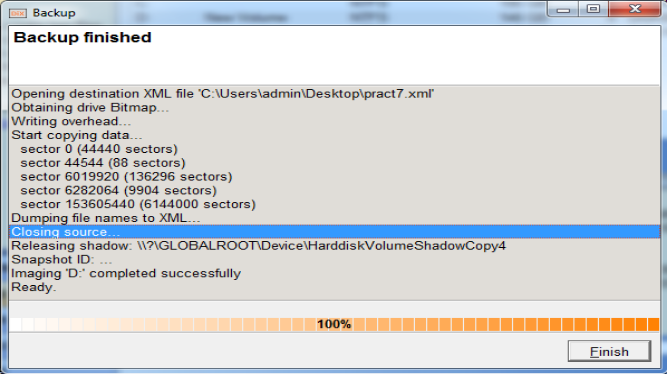 Backup
Backup finished
Opening destination XML file 'C:\Users\admin\Desktop\pract7.xml'
Obtaining drive Bitmap...
Writing overhead...
Start copying data...
sector 0 (44440 sectors)
sector 44544 (88 sectors)
sector 6019920 (136296 sectors)
sector 6282064 (9904 sectors)
sector 153605440 (6144000 sectors)
Dumping file names to XML...
Closing source...
Releasing shadow: \\?\GLOBALROOT\Device\HarddiskVolumeShadowCopy4
Snapshot ID: ...
Imaging 'D:' completed successfully
Ready.
100%
Finish